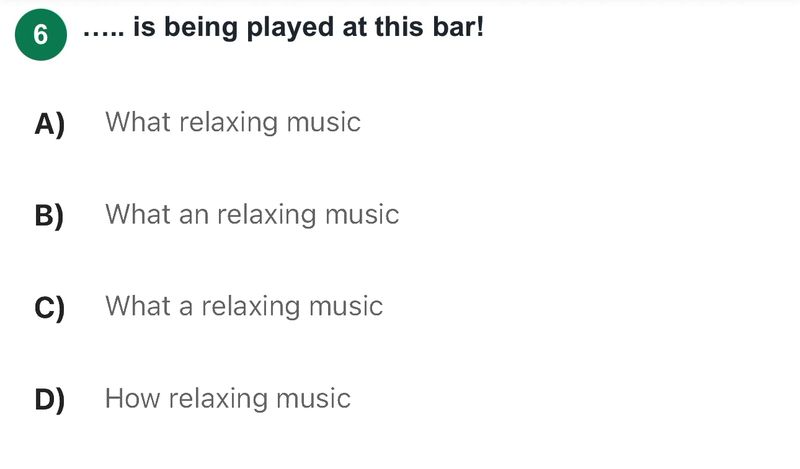 6 ..... is being played at this bar!
A) What relaxing music
B) What an relaxing music
C) What a relaxing music
D) How relaxing music